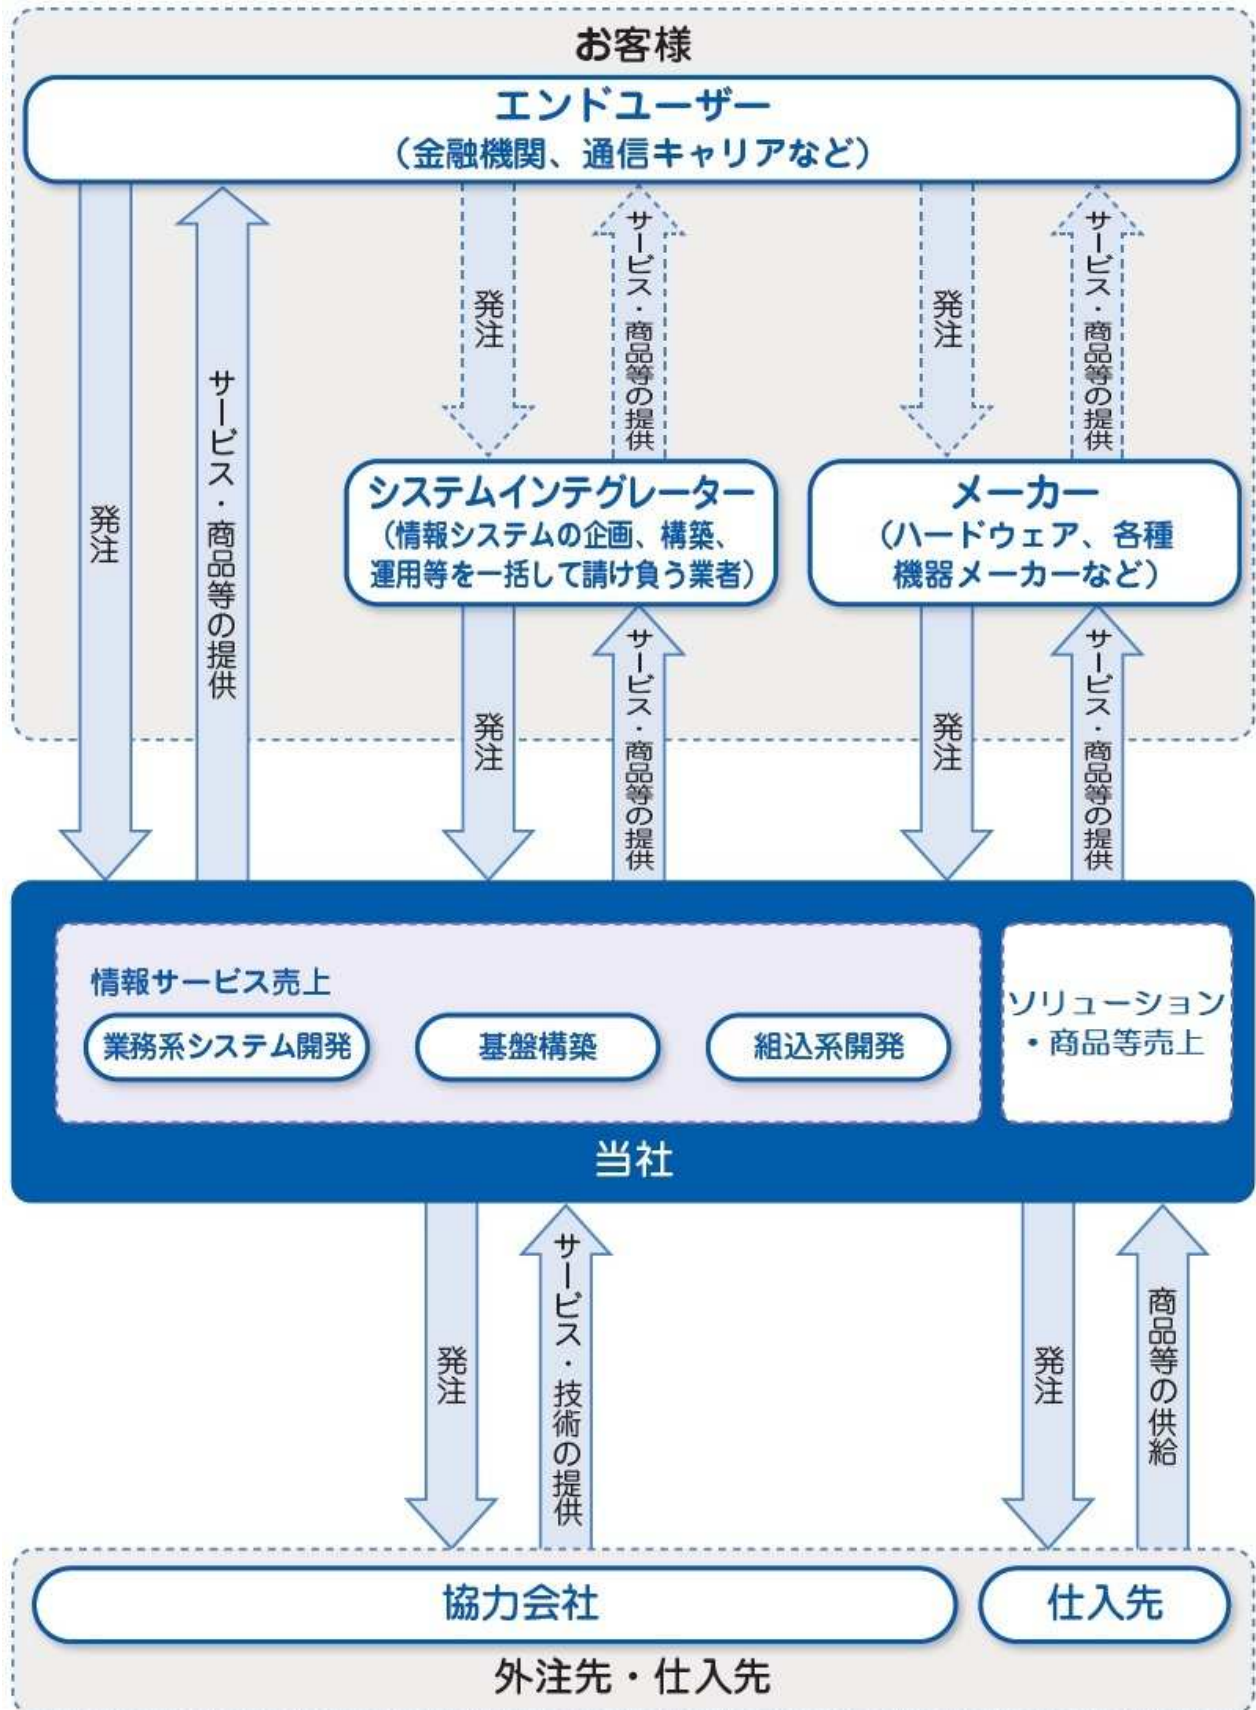 お客様
エンドユーザー
（金融機関、通信キャリアなど）
発注
サービス・商品等の提供
発注
サービス・商品等の提供
発注
サービス・商品等の提供
システムインテグレーター
（情報システムの企画、構築、
運用等を一括して請け負う業者）
メーカー
（ハードウェア、各種
機器メーカーなど）
発注
サービス・商品等の提供
発注
サービス・商品等の提供
情報サービス売上
業務系システム開発
基盤構築
組込系開発
ソリューション
・商品等売上
当社
発注
サービス・技術の提供
発注
商品等の供給
協力会社
仕入先
外注先・仕入先